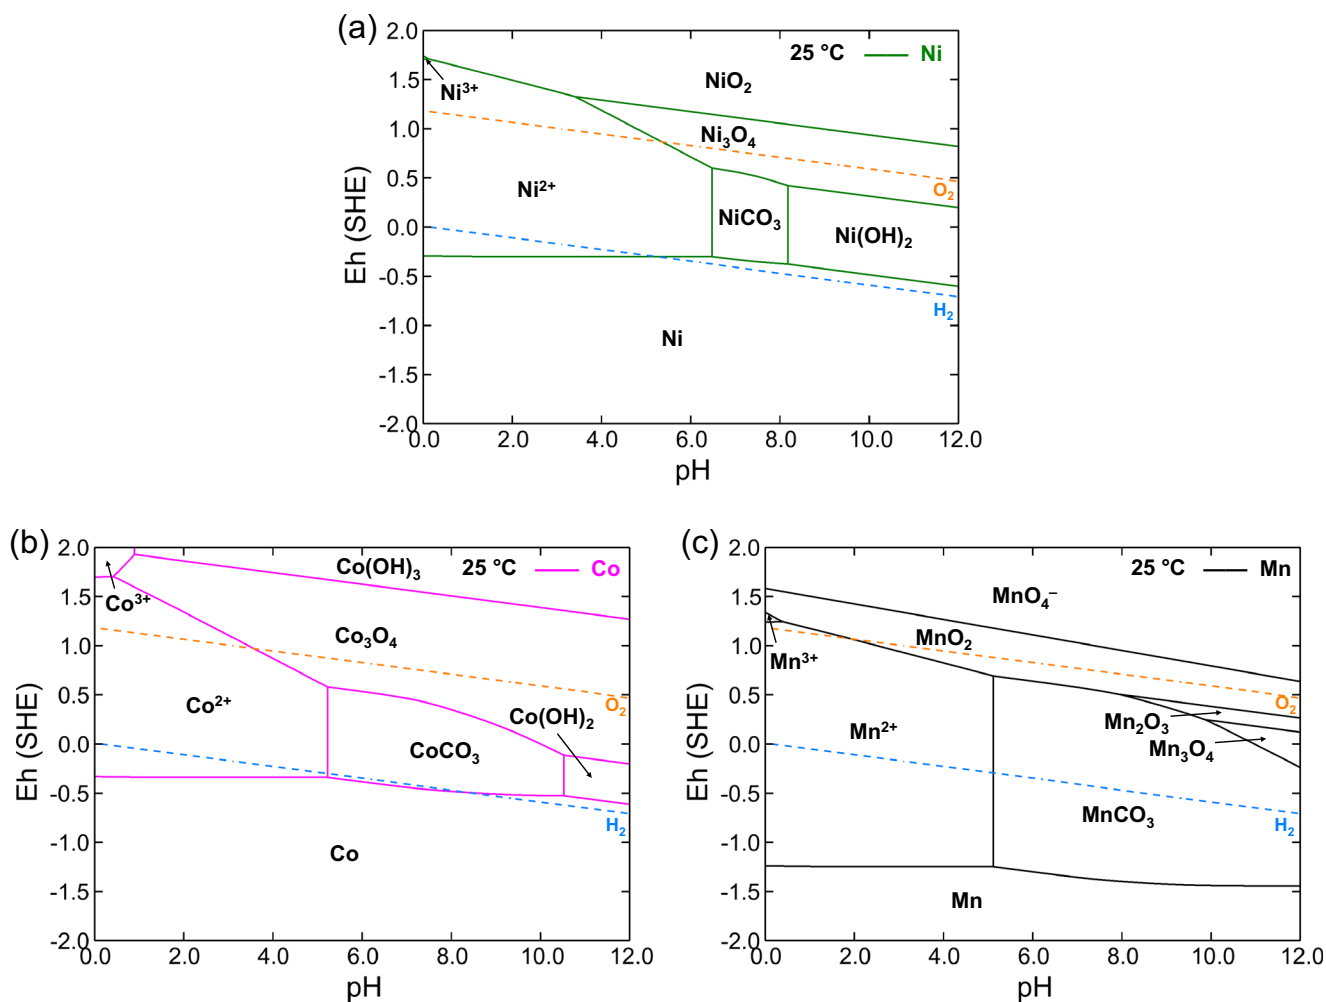 (a)
25 °C Ni
Eh (SHE)
2.0
1.5
1.0
0.5
0.0
-0.5
-1.0
-1.5
-2.0
Ni³⁺
NiO₂
Ni₃O₄
Ni²⁺
NiCO₃
Ni(OH)₂
O₂
H₂
Ni
0.0 2.0 4.0 6.0 8.0 10.0 12.0
pH
(b)
25 °C Co
Eh (SHE)
2.0
1.5
1.0
0.5
0.0
-0.5
-1.0
-1.5
-2.0
Co(OH)₃
Co³⁺
Co₃O₄
Co²⁺
Co(OH)₂
CoCO₃
O₂
H₂
Co
0.0 2.0 4.0 6.0 8.0 10.0 12.0
pH
(c)
25 °C Mn
Eh (SHE)
2.0
1.5
1.0
0.5
0.0
-0.5
-1.0
-1.5
-2.0
MnO₄⁻
MnO₂
Mn³⁺
Mn²⁺
Mn₂O₃
Mn₃O₄
MnCO₃
O₂
H₂
Mn
0.0 2.0 4.0 6.0 8.0 10.0 12.0
pH